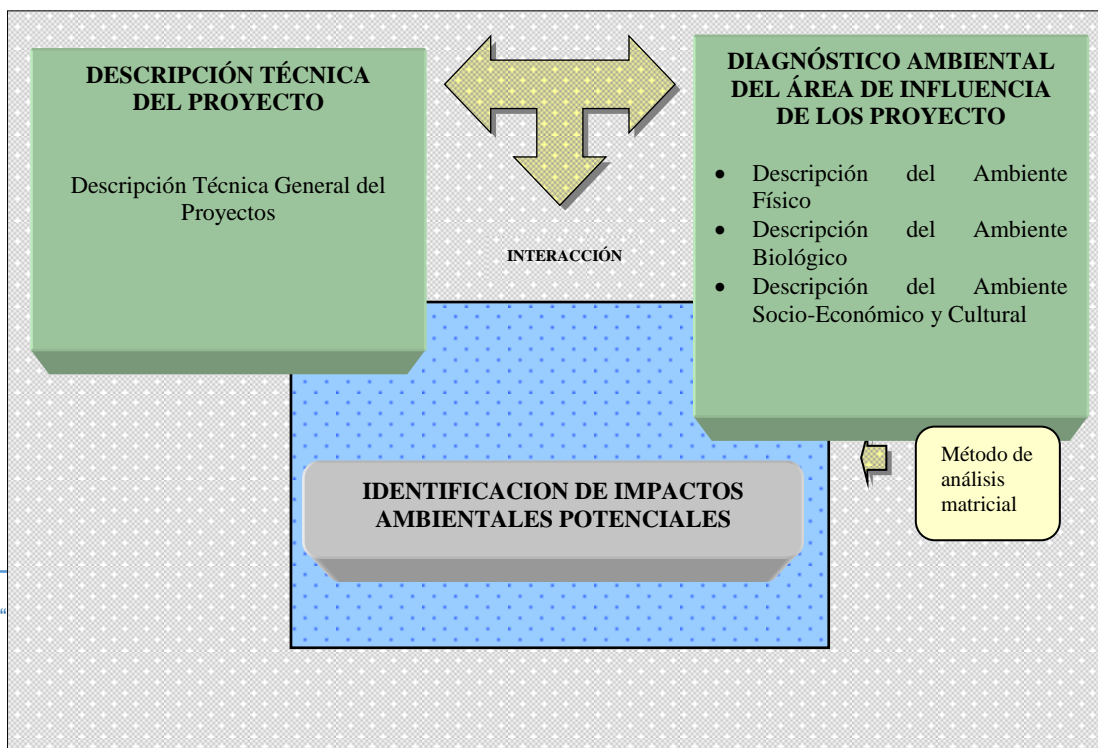 DESCRIPCIÓN TÉCNICA
DEL PROYECTO
Descripción Técnica General del
Proyectos
INTERACCIÓN
DIAGNÓSTICO AMBIENTAL
DEL ÁREA DE INFLUENCIA
DE LOS PROYECTO
• Descripción del Ambiente
Físico
• Descripción del Ambiente
Biológico
• Descripción del Ambiente
Socio-Económico y Cultural
Método de
análisis
matricial
IDENTIFICACION DE IMPACTOS
AMBIENTALES POTENCIALES
“